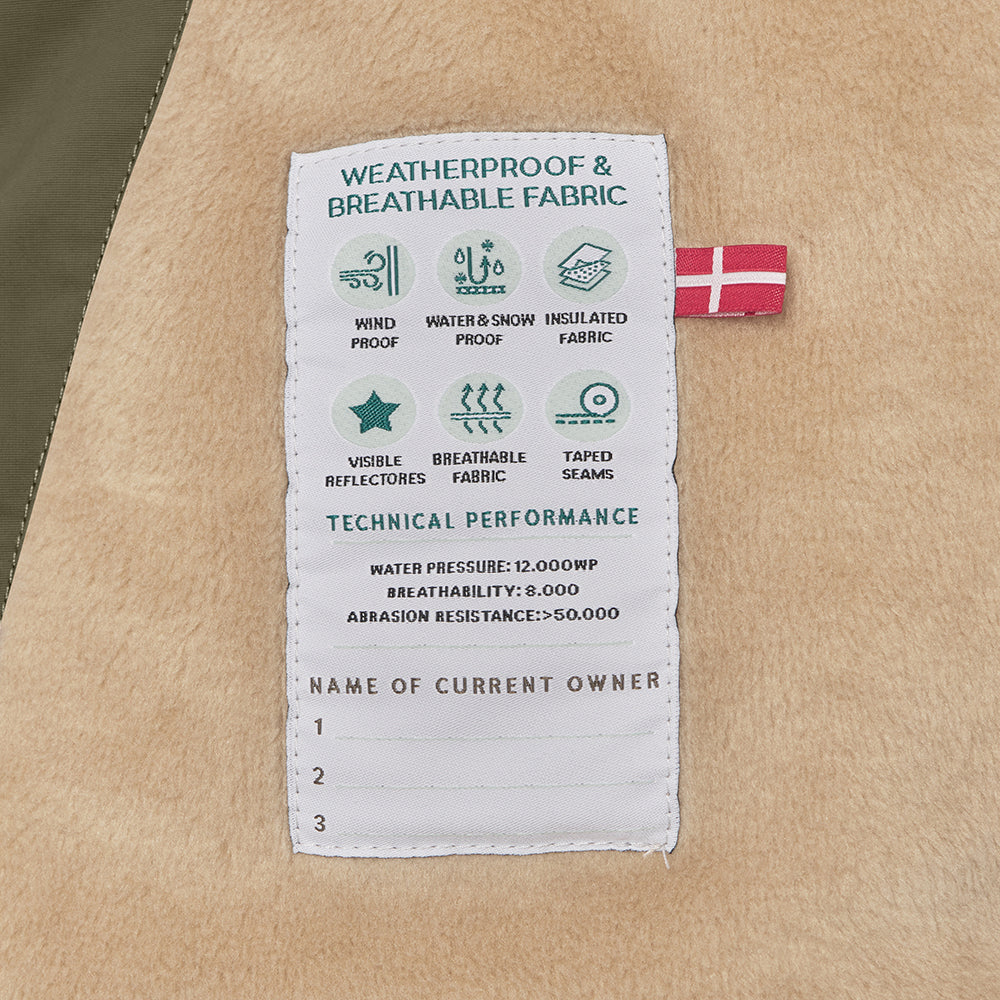 WEATHERPROOF &
BREATHABLE FABRIC
WIND
PROOF
WATER & SNOW
PROOF
INSULATED
FABRIC
VISIBLE
REFLECTORES
BREATHABLE
FABRIC
TAPED
SEAMS
TECHNICAL PERFORMANCE
WATER PRESSURE: 12.000WP
BREATHABILITY: 8.000
ABRASION RESISTANCE:>50.000
NAME OF CURRENT OWNER
1
2
3